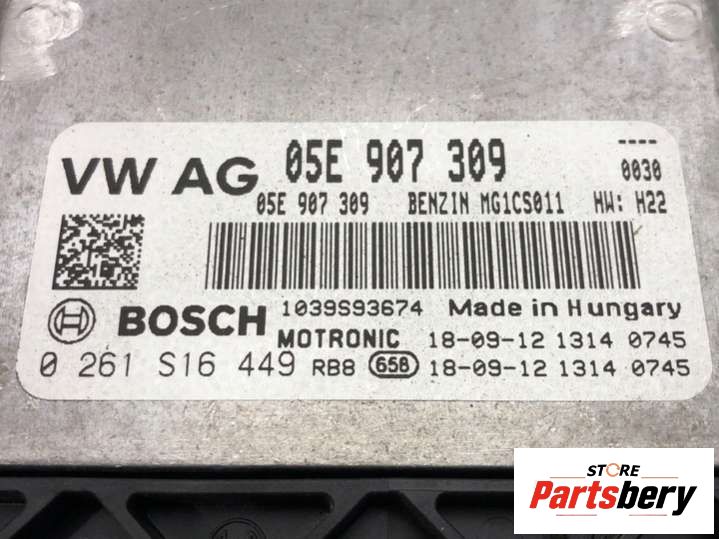 VW AG 05E 907 309 ----
0030
05E 907 309 BENZIN MG1CS011 HW: H22
BOSCH 1039S93674 Made in Hungary
MOTRONIC 18-09-12 1314 0745
0 261 S16 449 RB8 658 18-09-12 1314 0745
STORE
Partsbery